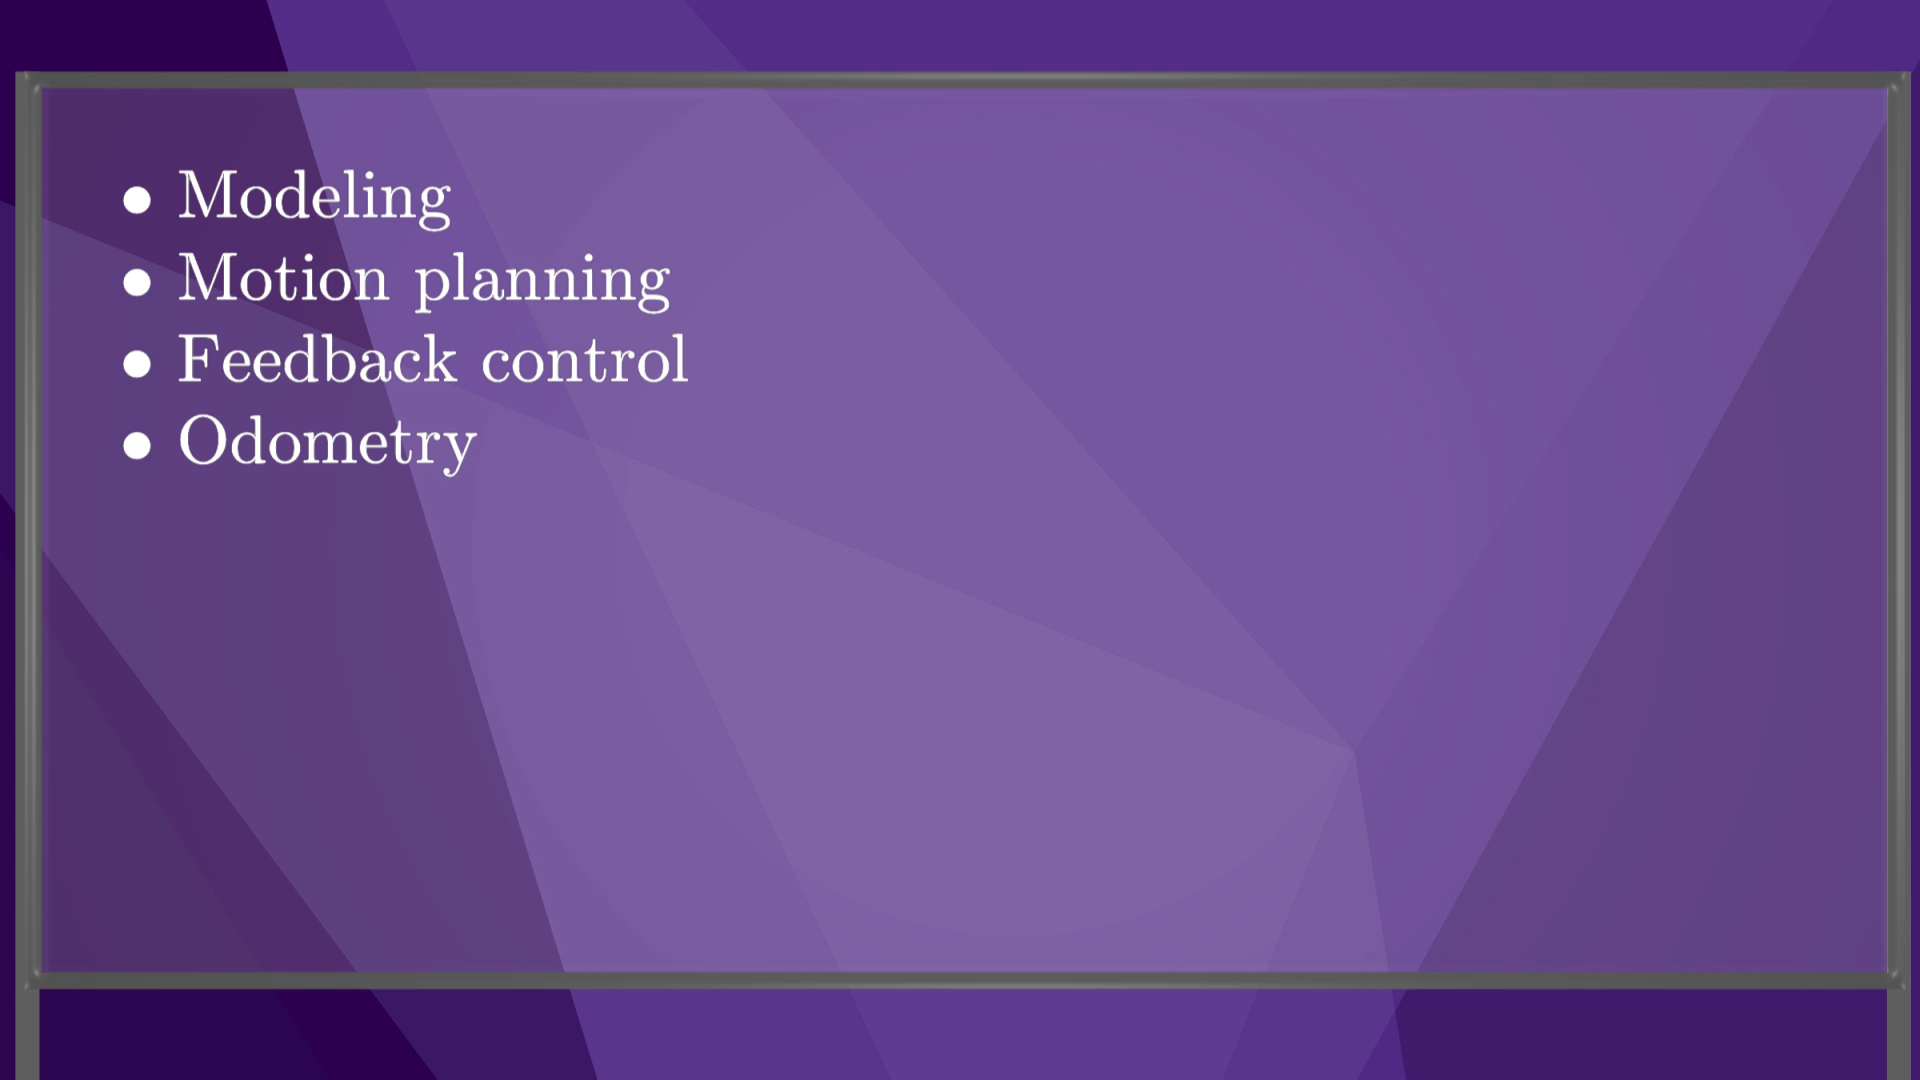 • Modeling
• Motion planning
• Feedback control
• Odometry